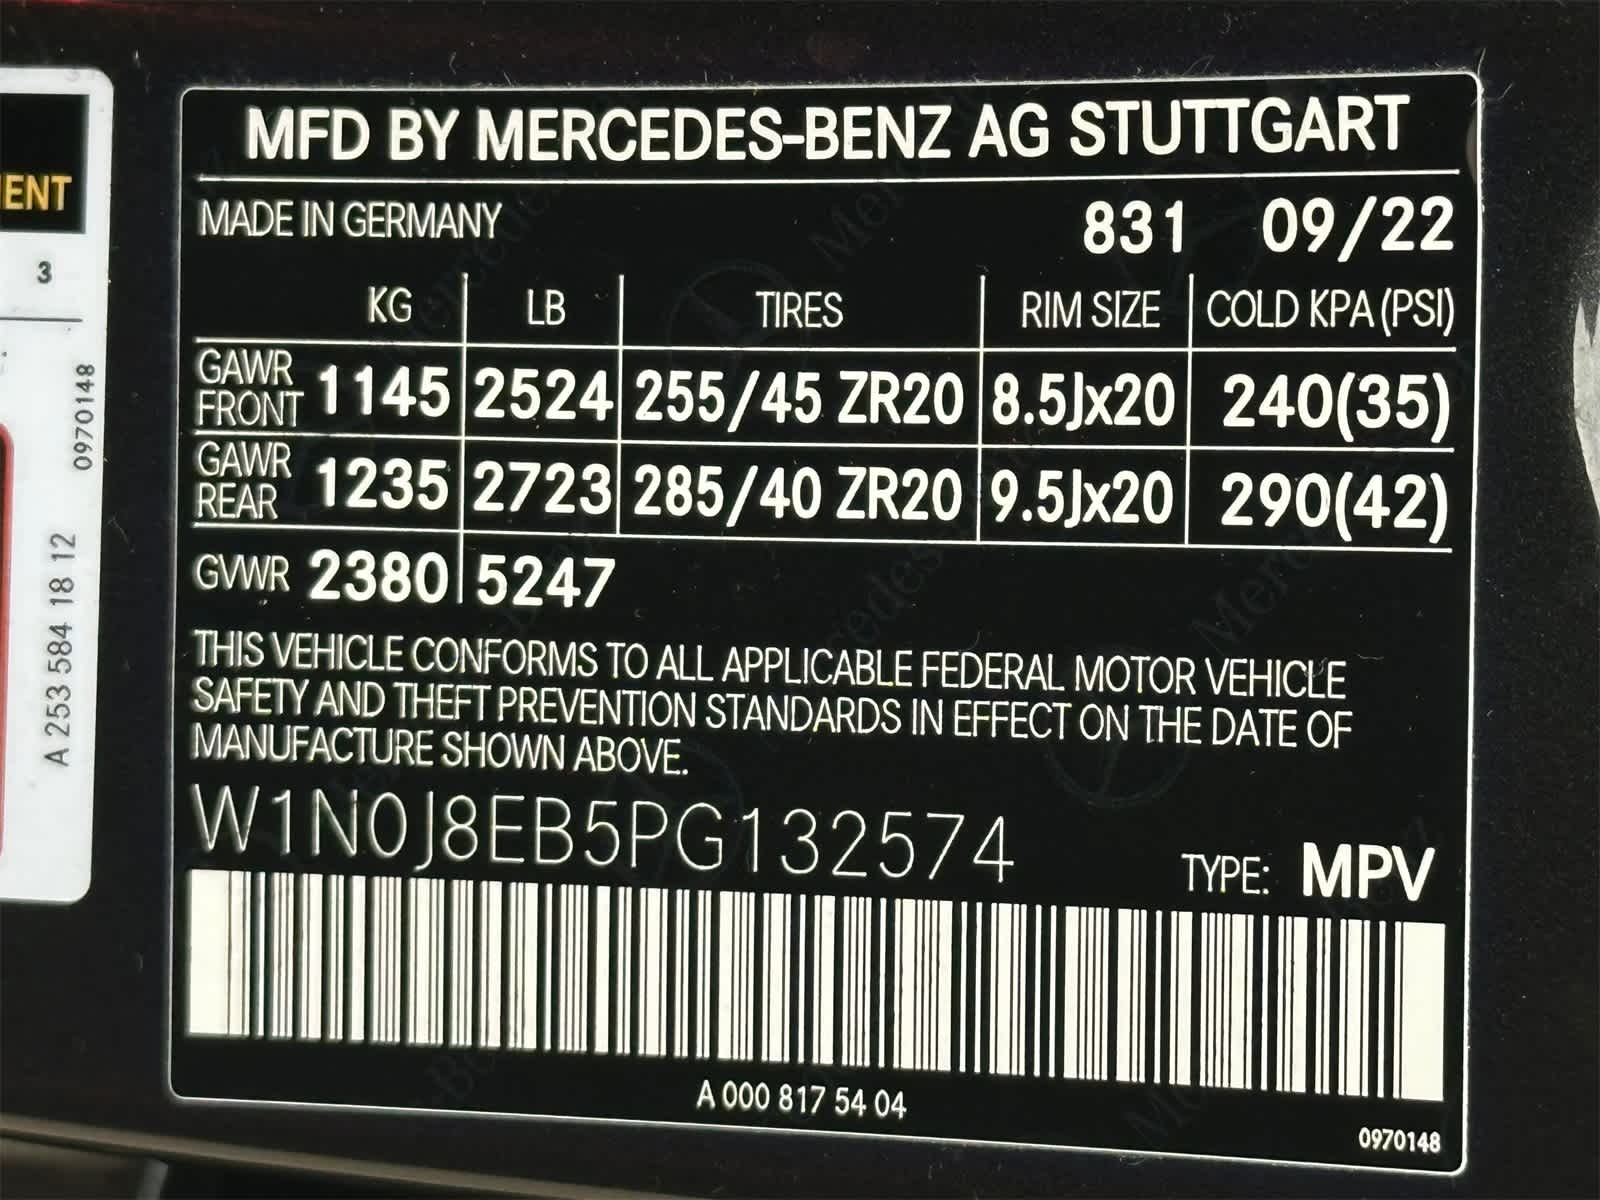 MFD BY MERCEDES-BENZ AG STUTTGART
MADE IN GERMANY 831 09/22
KG LB TIRES RIM SIZE COLD KPA (PSI)
GAWR FRONT 1145 2524 255/45 ZR20 8.5Jx20 240(35)
GAWR REAR 1235 2723 285/40 ZR20 9.5Jx20 290(42)
GVWR 2380 5247
THIS VEHICLE CONFORMS TO ALL APPLICABLE FEDERAL MOTOR VEHICLE
SAFETY AND THEFT PREVENTION STANDARDS IN EFFECT ON THE DATE OF
MANUFACTURE SHOWN ABOVE.
W1N0J8EB5PG132574
TYPE: MPV
A 000 817 54 04
0970148
ENT
3
0970148
A 253 584 18 12